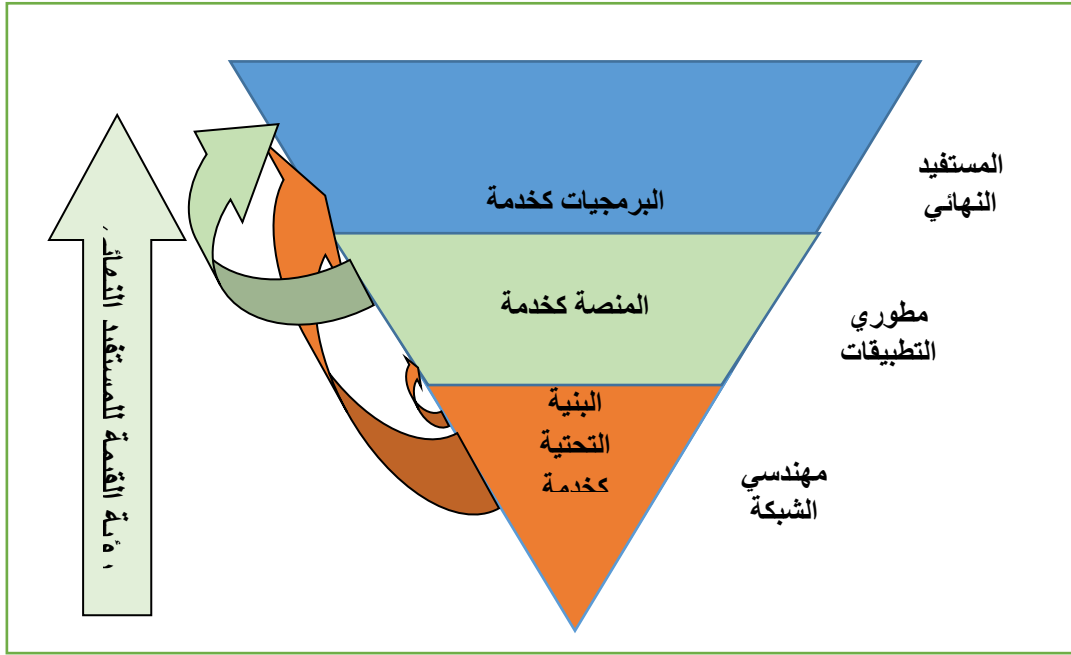 المستفيد
النهائي
البرمجيات كخدمة
المنصة كخدمة
مطوري
التطبيقات
البنية
التحتية
كخدمة
مهندسي
الشبكة
القيمة للمستفيد